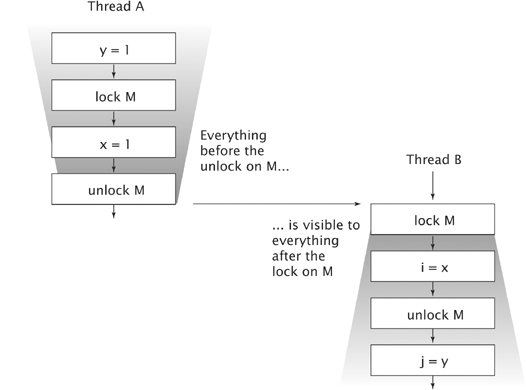 Thread A
y = 1
lock M
x = 1
unlock M
Everything
before the
unlock on M...
Thread B
lock M
... is visible to
everything
after the
lock on M
i = x
unlock M
j = y